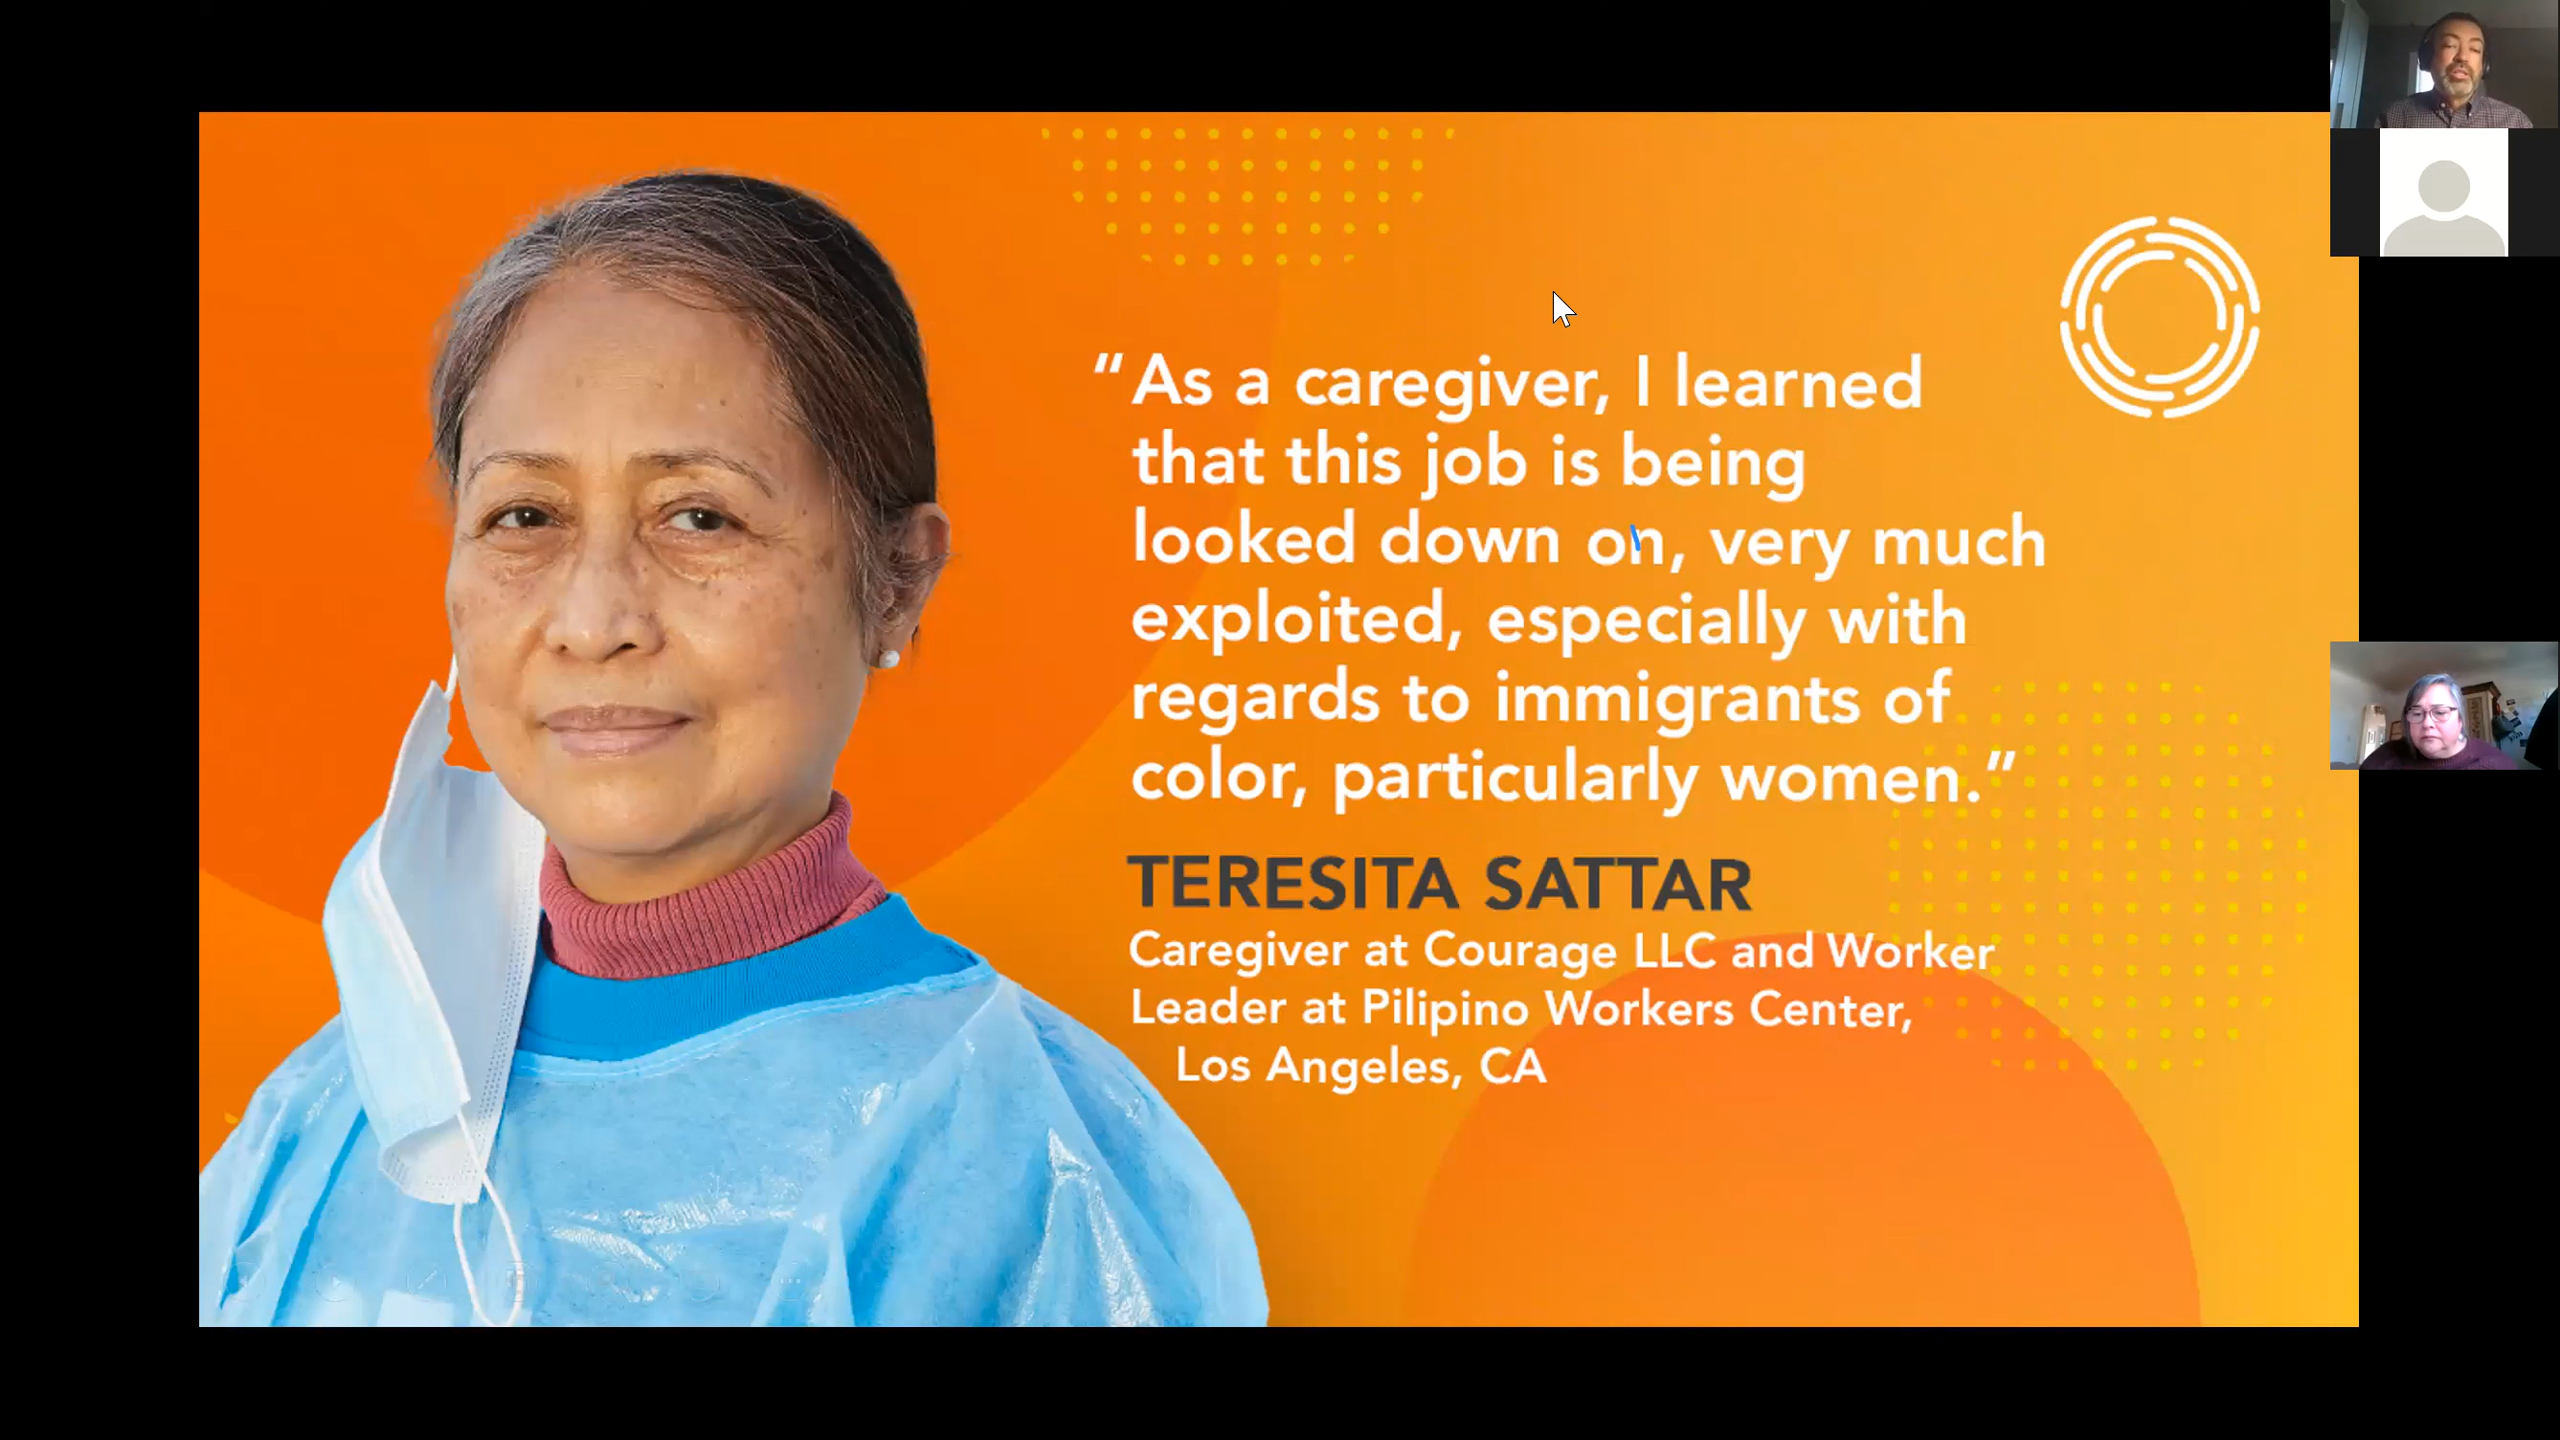 “As a caregiver, I learned
that this job is being
looked down on, very much
exploited, especially with
regards to immigrants of
color, particularly women.”
TERESITA SATTAR
Caregiver at Courage LLC and Worker
Leader at Pilipino Workers Center,
Los Angeles, CA